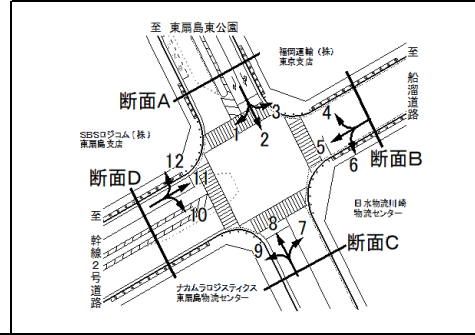 至 東扇島東公園
福岡運輸（株）
東京支店
至 船溜道路
断面A
SBSロジコム（株）
東扇島支店
断面D
断面B
1
2
3
4
5
6
12
11
10
至 幹線2号道路
日水物流川崎
物流センター
8
7
9
断面C
ナカムラロジスティクス
東扇島物流センター